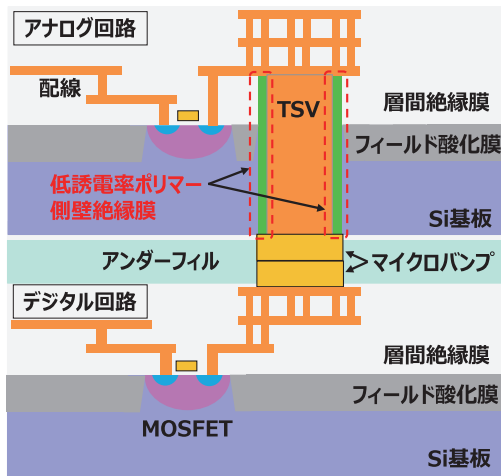 アナログ回路
配線
TSV
層間絶縁膜
フィールド酸化膜
低誘電率ポリマー
側壁絶縁膜
Si基板
アンダーフィル
マイクロバンプ
デジタル回路
層間絶縁膜
フィールド酸化膜
MOSFET
Si基板